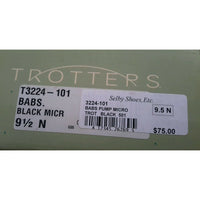 TROTTERS
T3224-101
BABS.
BLACK MICR
9½ N
Selby Shoes, Etc.
3224-101
BABS PUMP MICRO
TROT BLACK 001
9.5 N
$75.00